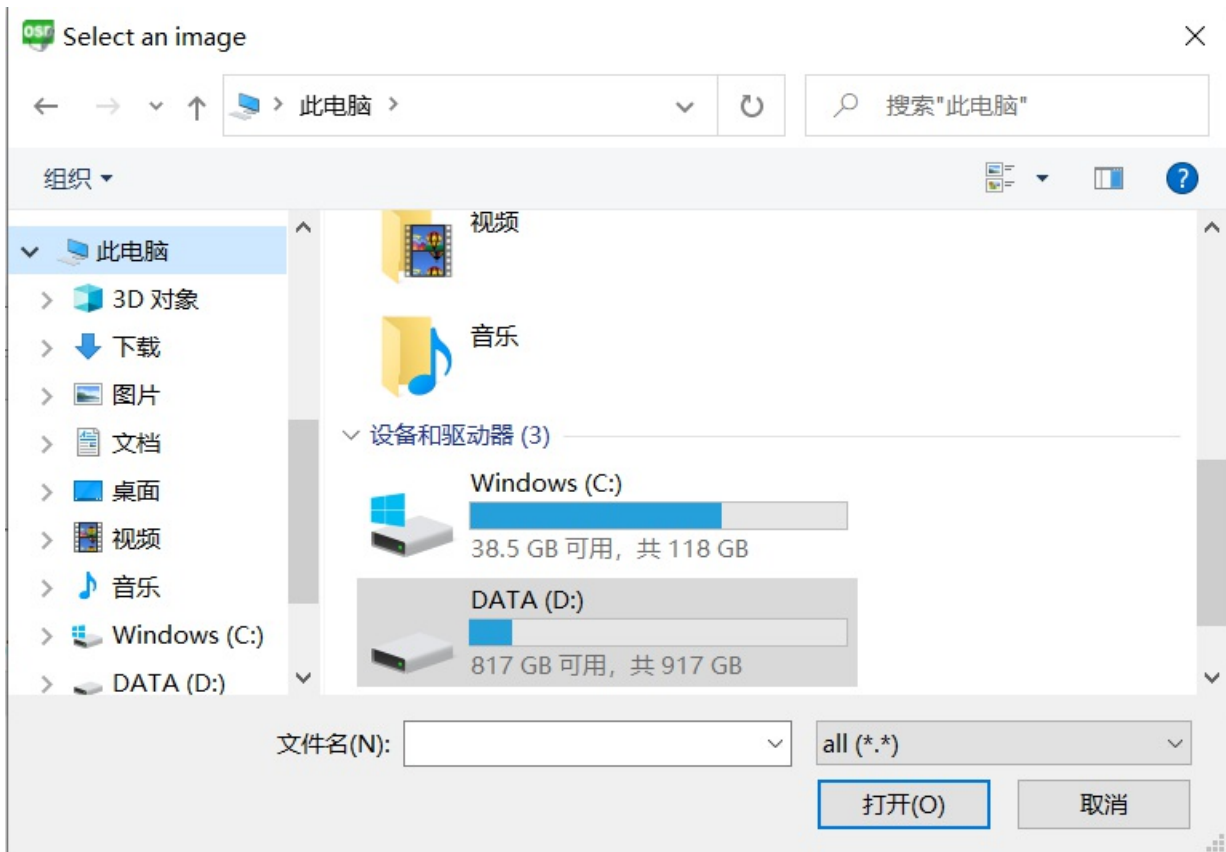 OSF Select an image
此电脑
搜索"此电脑"
组织
?
此电脑
3D 对象
下载
图片
文档
桌面
视频
音乐
Windows (C:)
DATA (D:)
视频
音乐
设备和驱动器 (3)
Windows (C:)
38.5 GB 可用，共 118 GB
DATA (D:)
817 GB 可用，共 917 GB
文件名(N):
all (*.*)
打开(O)
取消